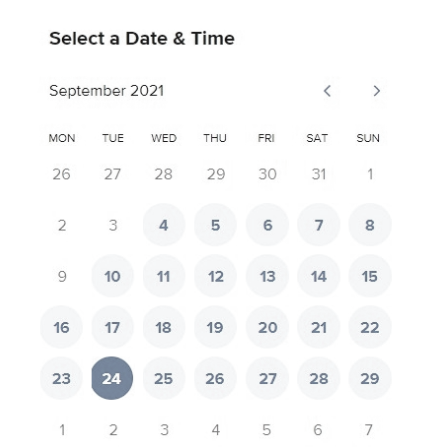 Select a Date & Time
September 2021
MON TUE WED THU FRI SAT SUN
26 27 28 29 30 31 1
2 3 4 5 6 7 8
9 10 11 12 13 14 15
16 17 18 19 20 21 22
23 24 25 26 27 28 29
1 2 3 4 5 6 7